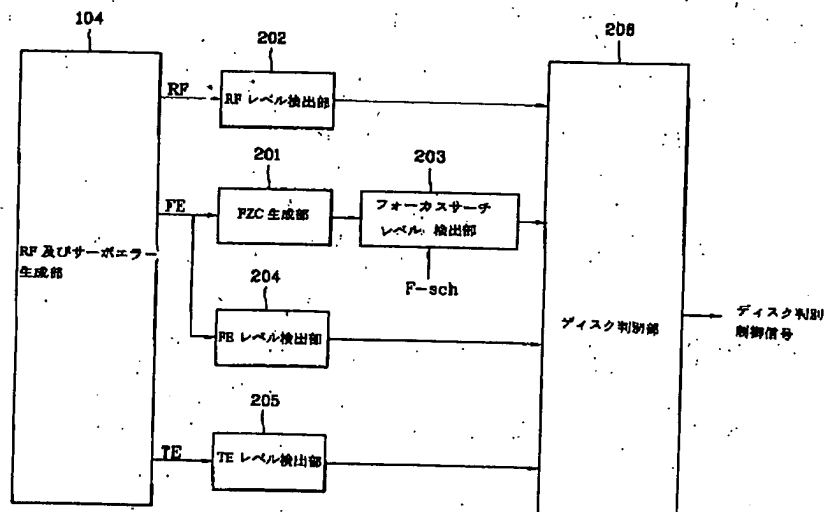 104
202
208
RF
RF レベル検出部
201
203
FE
FZC 生成部
フォーカスサーチ
レベル 検出部
RF 及びサーボエラー
生成部
F-sch
204
FE レベル検出部
ディスク判別部
ディスク判別
制御信号
205
TE
TE レベル検出部